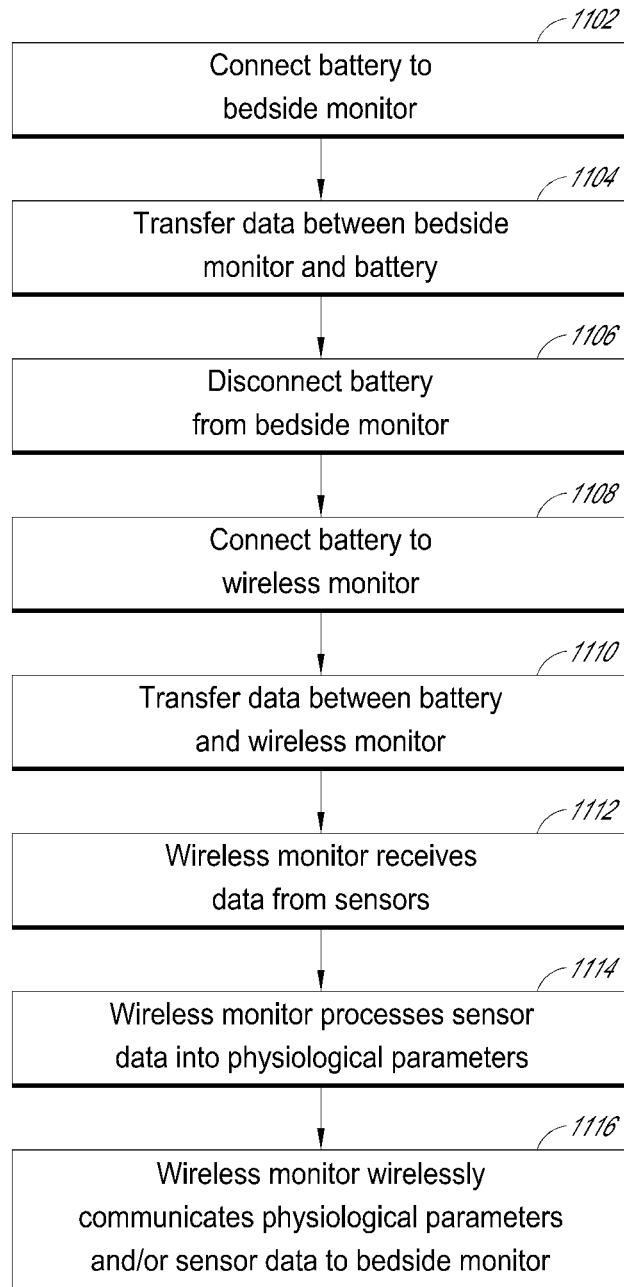 1102
Connect battery to
bedside monitor
1104
Transfer data between bedside
monitor and battery
1106
Disconnect battery
from bedside monitor
1108
Connect battery to
wireless monitor
1110
Transfer data between battery
and wireless monitor
1112
Wireless monitor receives
data from sensors
1114
Wireless monitor processes sensor
data into physiological parameters
1116
Wireless monitor wirelessly
communicates physiological parameters
and/or sensor data to bedside monitor